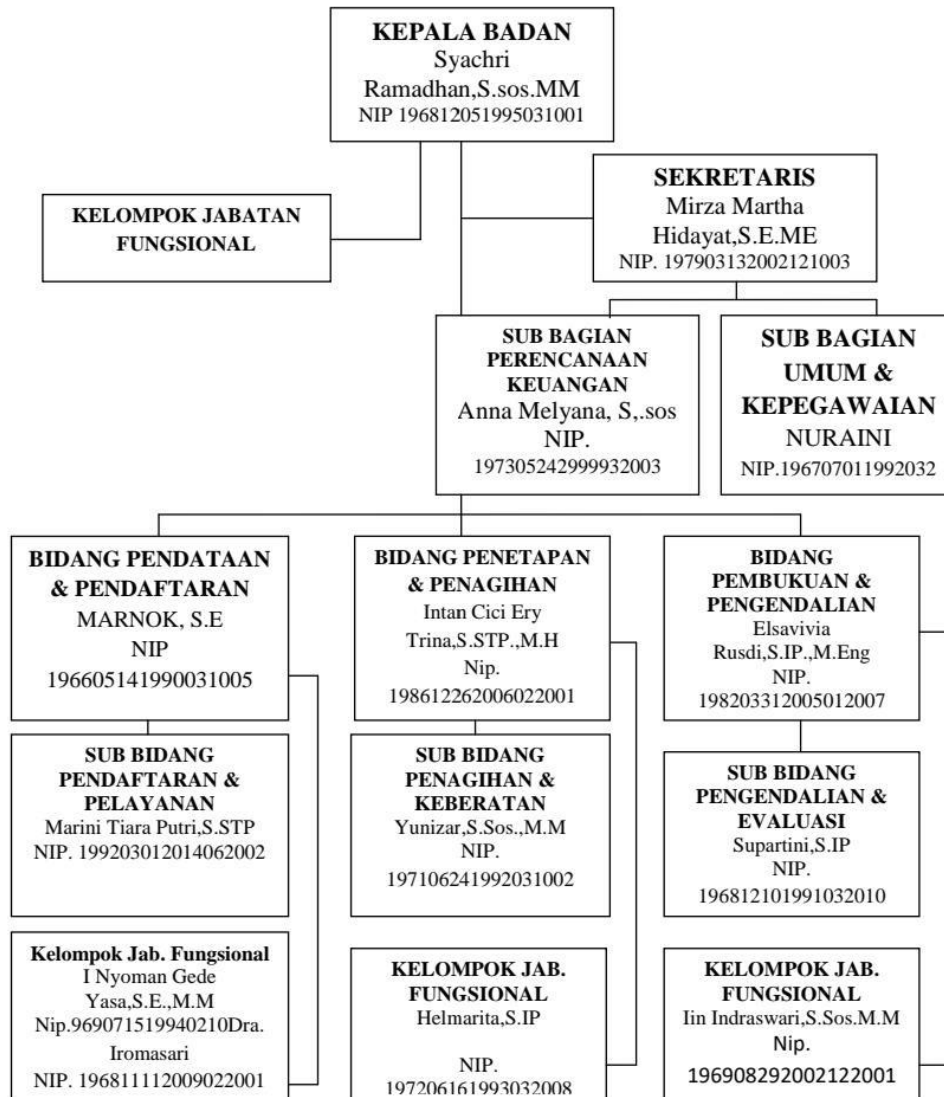 KEPALA BADAN
Syachri
Ramadhan,S.sos.MM
NIP 196812051995031001
KELOMPOK JABATAN
FUNGSIONAL
SEKRETARIS
Mirza Martha
Hidayat,S.E.ME
NIP. 197903132002121003
SUB BAGIAN
PERENCANAAN
KEUANGAN
Anna Melyana, S,.sos
NIP.
197305242999932003
SUB BAGIAN
UMUM &
KEPEGAWAIAN
NURAINI
NIP.196707011992032
BIDANG PENDATAAN
& PENDAFTARAN
MARNOK, S.E
NIP
196605141990031005
BIDANG PENETAPAN
& PENAGIHAN
Intan Cici Ery
Trina,S.STP.,M.H
Nip.
198612262006022001
BIDANG
PEMBUKUAN &
PENGENDALIAN
Elsavivia
Rusdi,S.IP.,M.Eng
NIP.
198203312005012007
SUB BIDANG
PENDAFTARAN &
PELAYANAN
Marini Tiara Putri,S.STP
NIP. 199203012014062002
SUB BIDANG
PENAGIHAN &
KEBERATAN
Yunizar,S.Sos.,M.M
NIP.
197106241992031002
SUB BIDANG
PENGENDALIAN &
EVALUASI
Supartini,S.IP
NIP.
196812101991032010
Kelompok Jab. Fungsional
I Nyoman Gede
Yasa,S.E.,M.M
Nip.969071519940210Dra.
Iromasari
NIP. 196811112009022001
KELOMPOK JAB.
FUNGSIONAL
Helmarita,S.IP
NIP.
197206161993032008
KELOMPOK JAB.
FUNGSIONAL
Iin Indraswari,S.Sos.M.M
Nip.
196908292002122001